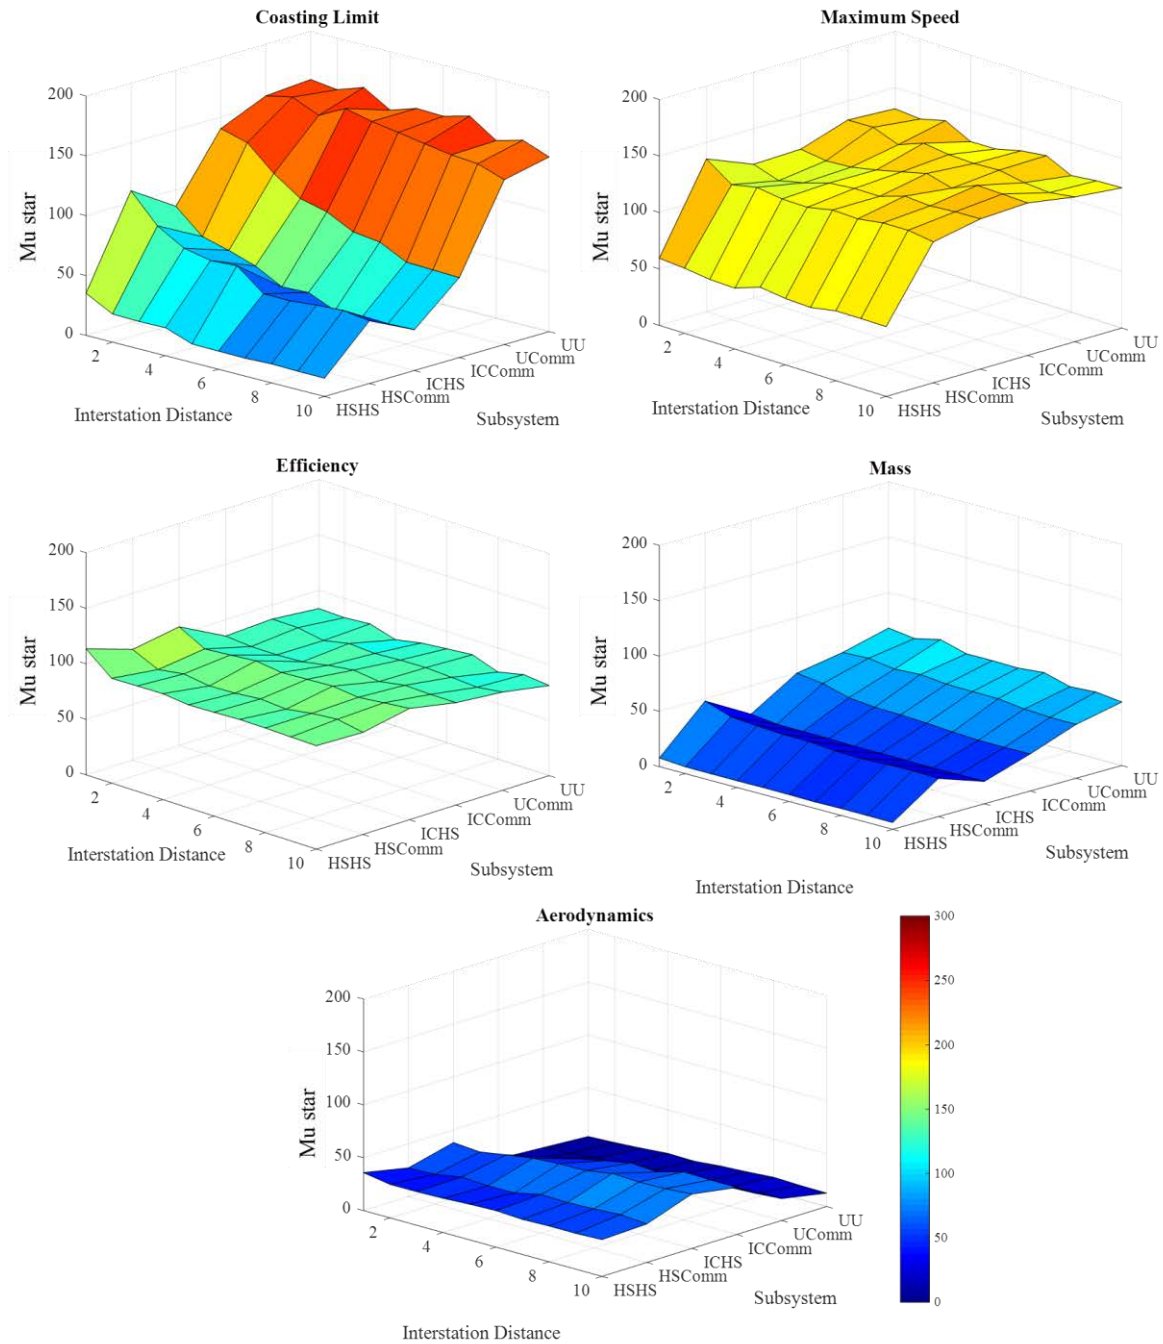 Coasting Limit
200
150
100
50
0
Mu star
2
4
6
8
10
Interstation Distance
HSHS
HSComm
ICHS
ICComm
UComm
UU
Subsystem
Maximum Speed
200
150
100
50
0
Mu star
2
4
6
8
10
Interstation Distance
HSHS
HSComm
ICHS
ICComm
UComm
UU
Subsystem
Efficiency
200
150
100
50
0
Mu star
2
4
6
8
10
Interstation Distance
HSHS
HSComm
ICHS
ICComm
UComm
UU
Subsystem
Mass
200
150
100
50
0
Mu star
2
4
6
8
10
Interstation Distance
HSHS
HSComm
ICHS
ICComm
UComm
UU
Subsystem
Aerodynamics
200
150
100
50
0
Mu star
2
4
6
8
10
Interstation Distance
HSHS
HSComm
ICHS
ICComm
UComm
UU
Subsystem
300
250
200
150
100
50
0